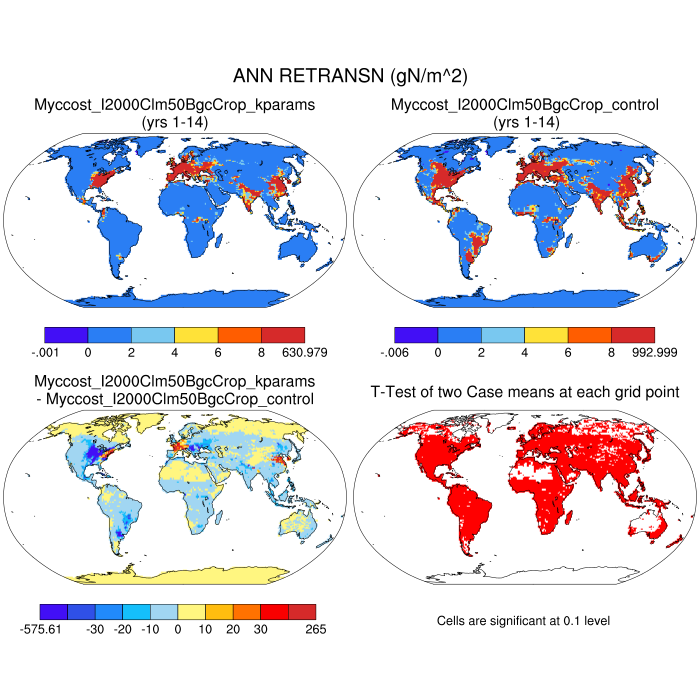 ANN RETRANSN (gN/m^2)
Myccost_I2000Clm50BgcCrop_kparams
(yrs 1-14)
Myccost_I2000Clm50BgcCrop_control
(yrs 1-14)
-.001 0 2 4 6 8 630.979
-.006 0 2 4 6 8 992.999
Myccost_I2000Clm50BgcCrop_kparams
- Myccost_I2000Clm50BgcCrop_control
T-Test of two Case means at each grid point
-575.61 -30 -20 -10 0 10 20 30 265
Cells are significant at 0.1 level